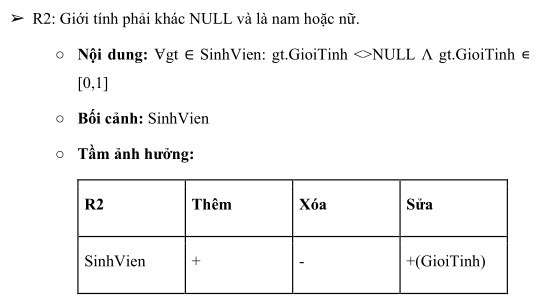 ➢ R2: Giới tính phải khác NULL và là nam hoặc nữ.
○ Nội dung: ∀gt ∈ SinhVien: gt.GioiTinh <>NULL Λ gt.GioiTinh ∈
[0,1]
○ Bối cảnh: SinhVien
○ Tầm ảnh hưởng:
R2 Thêm Xóa Sửa
SinhVien + - +(GioiTinh)